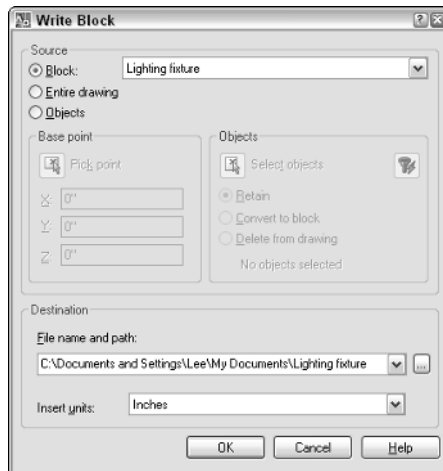 Write Block
Source
Block: Lighting fixture
Entire drawing
Objects
Base point
Pick point
X: 0"
Y: 0"
Z: 0"
Objects
Select objects
Retain
Convert to block
Delete from drawing
No objects selected
Destination
File name and path:
C:\Documents and Settings\Lee\My Documents\Lighting fixture
...
Insert units: Inches
OK Cancel Help